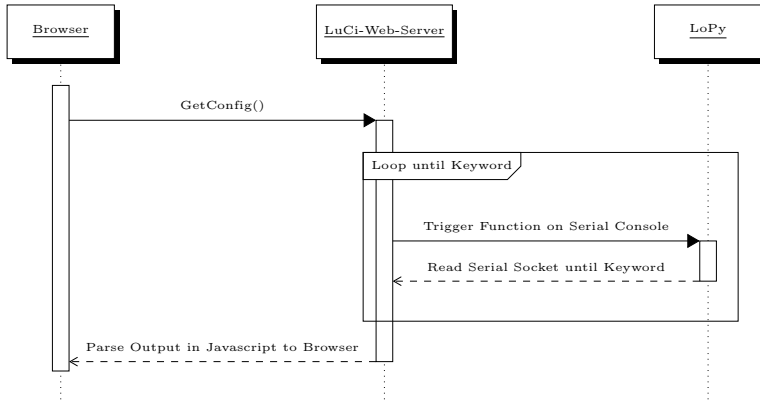 Browser
LuCi-Web-Server
LoPy
GetConfig()
Loop until Keyword
Trigger Function on Serial Console
Read Serial Socket until Keyword
Parse Output in Javascript to Browser